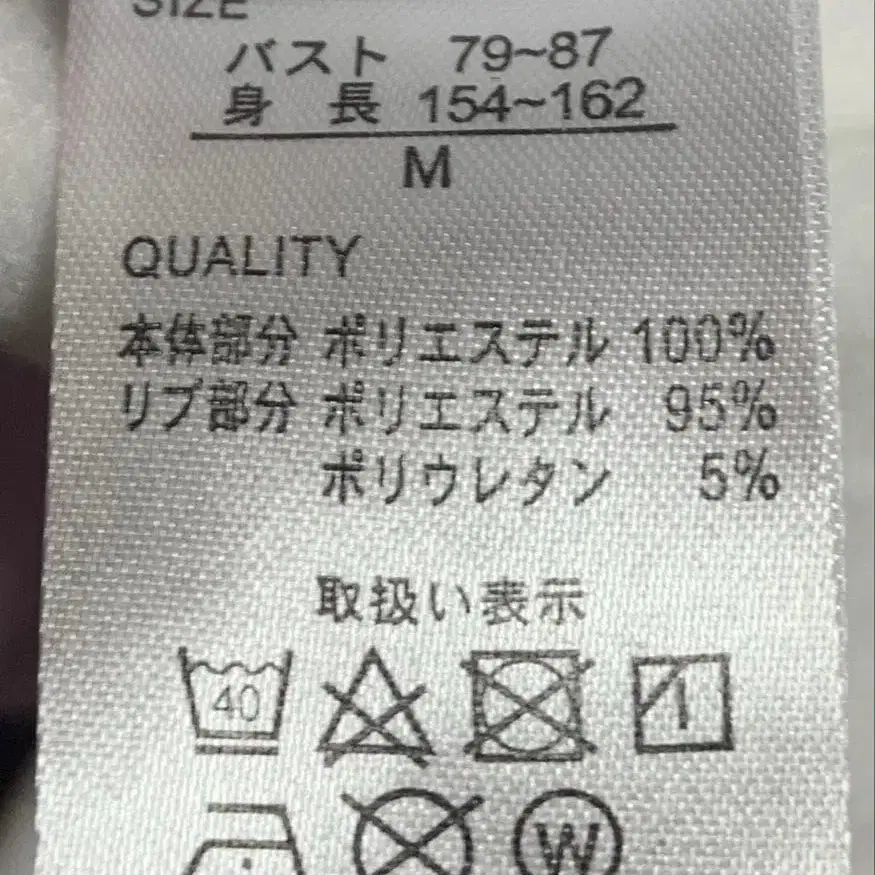 SIZE
バスト 79~87
身 長 154~162
M
QUALITY
本体部分 ポリエステル 100%
リブ部分 ポリエステル 95%
ポリウレタン 5%
取扱い表示
40
W